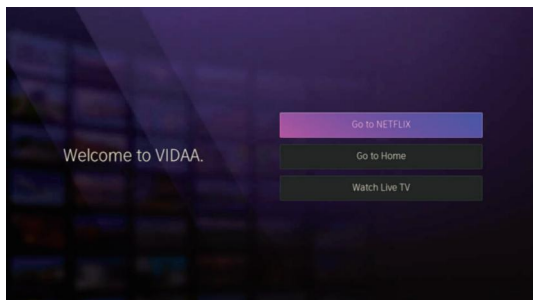 Welcome to VIDAA.
Go to NETFLIX
Go to Home
Watch Live TV